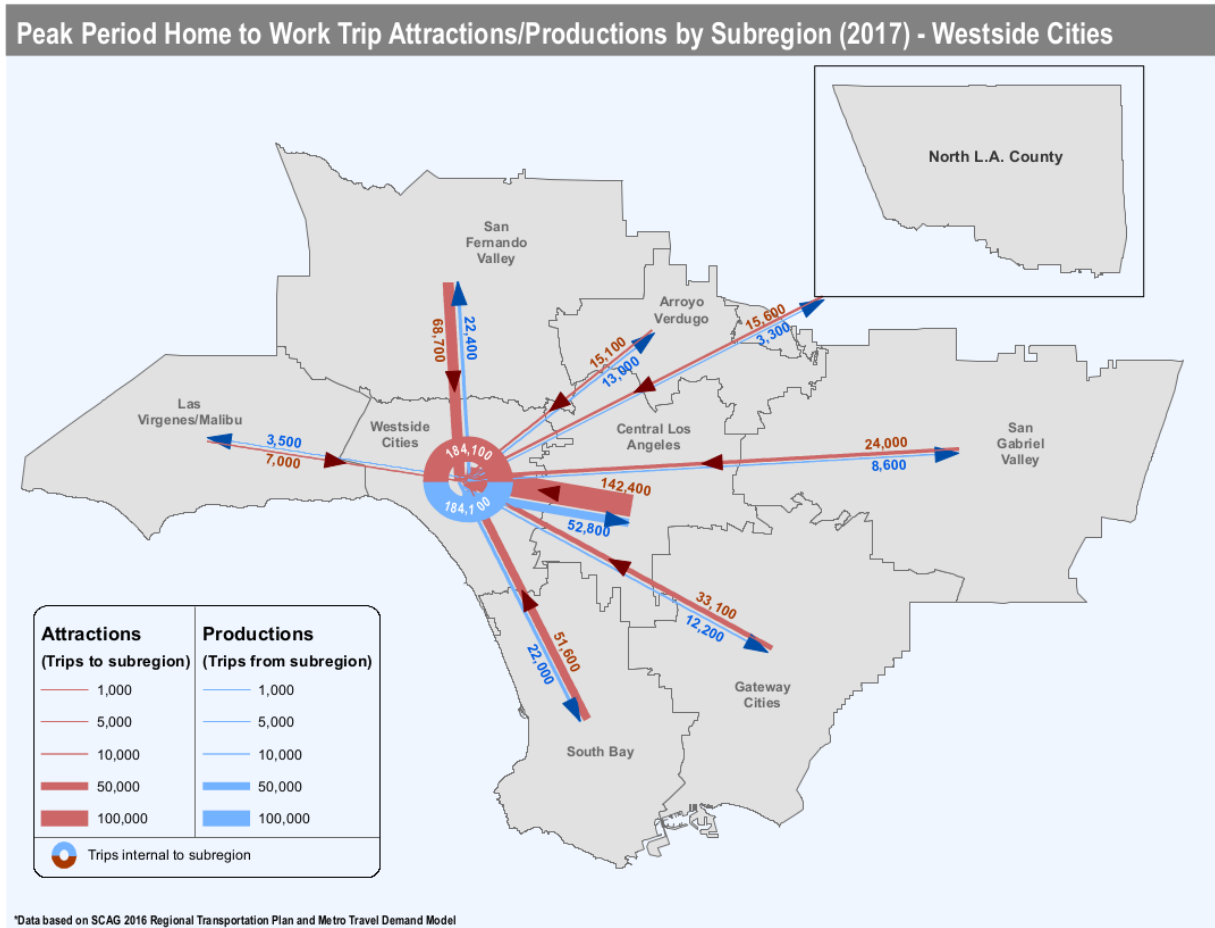 Peak Period Home to Work Trip Attractions/Productions by Subregion (2017) - Westside Cities
North L.A. County
San
Fernando
Valley
Arroyo
Verdugo
15,600
3,300
68,700
22,400
15,100
13,000
Las
Virgenes/Malibu
Westside
Cities
Central Los
Angeles
San
Gabriel
Valley
3,500
7,000
184,100
184,100
24,000
8,600
142,400
52,800
33,100
12,200
51,600
22,000
Gateway
Cities
South Bay
Attractions
(Trips to subregion)
1,000
5,000
10,000
50,000
100,000
Productions
(Trips from subregion)
1,000
5,000
10,000
50,000
100,000
Trips internal to subregion
*Data based on SCAG 2016 Regional Transportation Plan and Metro Travel Demand Model